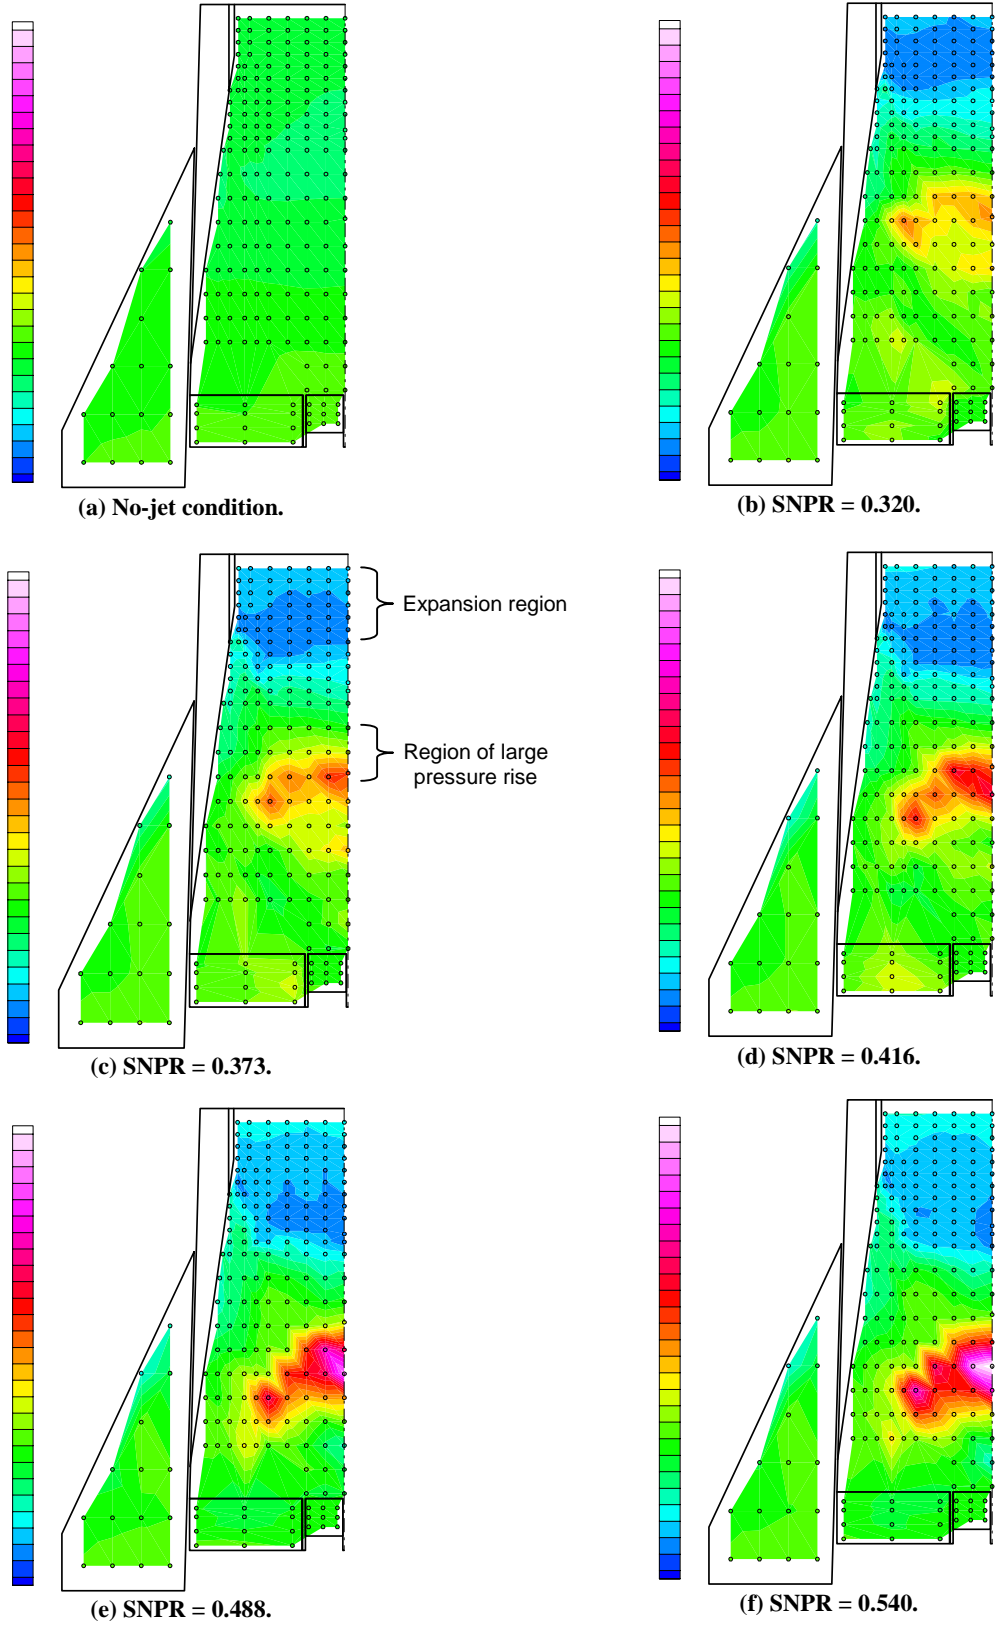 (a) No-jet condition.
(b) SNPR = 0.320.
Expansion region
Region of large
pressure rise
(c) SNPR = 0.373.
(d) SNPR = 0.416.
(e) SNPR = 0.488.
(f) SNPR = 0.540.